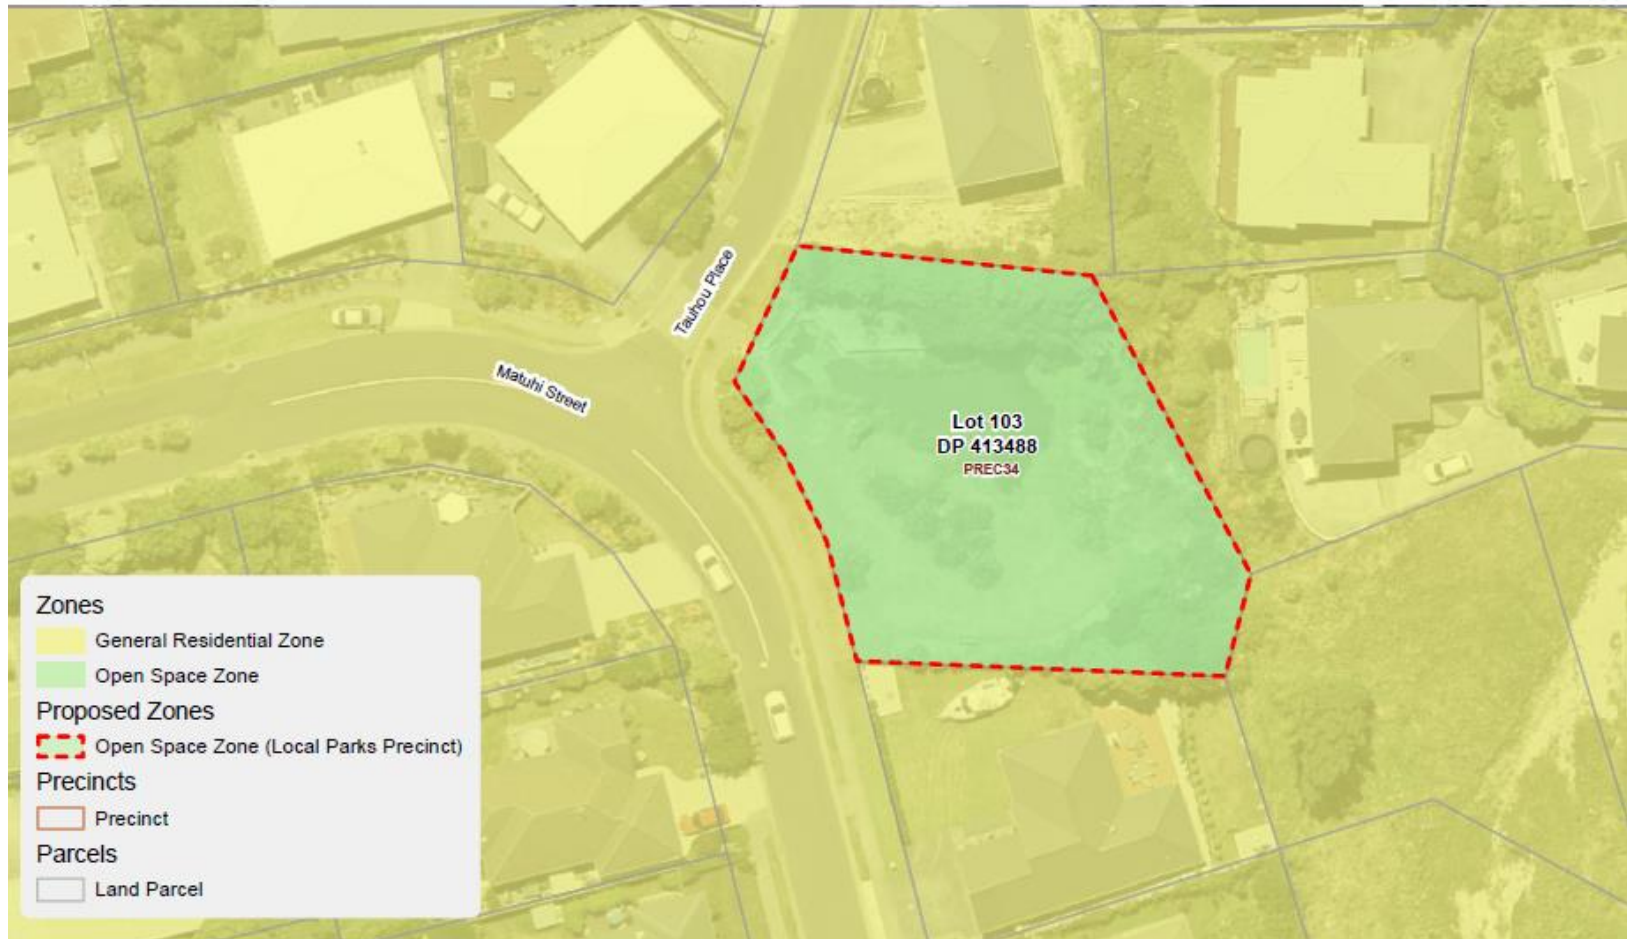 Tauhou Place
Matuhi Street
Lot 103
DP 413488
PREC34
Zones
General Residential Zone
Open Space Zone
Proposed Zones
Open Space Zone (Local Parks Precinct)
Precincts
Precinct
Parcels
Land Parcel